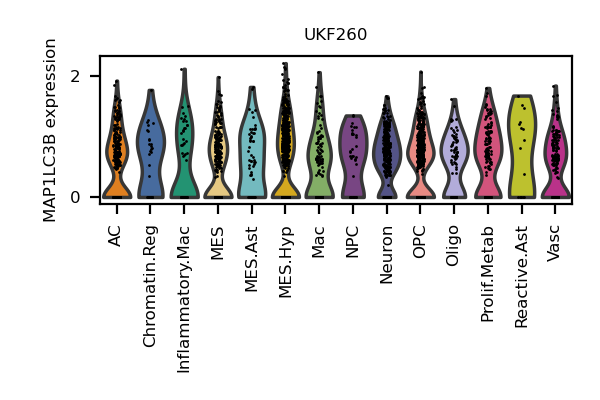 UKF260
MAP1LC3B expression
2
0
AC
Chromatin.Reg
Inflammatory.Mac
MES
MES.Ast
MES.Hyp
Mac
NPC
Neuron
OPC
Oligo
Prolif.Metab
Reactive.Ast
Vasc